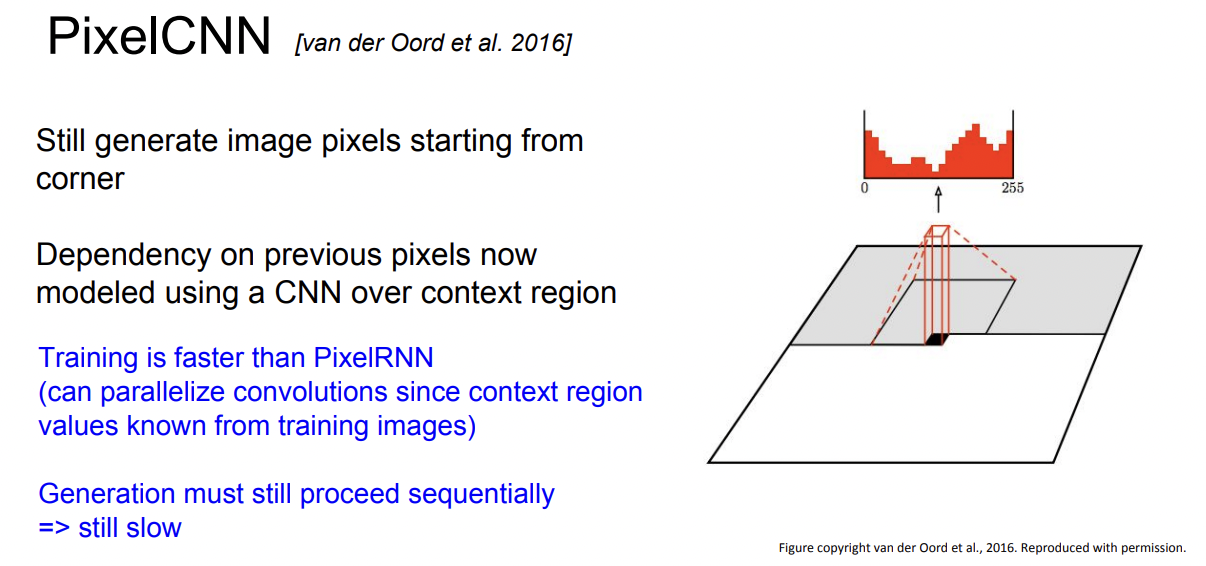 PixelCNN [van der Oord et al. 2016]
Still generate image pixels starting from
corner
Dependency on previous pixels now
modeled using a CNN over context region
Training is faster than PixelRNN
(can parallelize convolutions since context region
values known from training images)
Generation must still proceed sequentially
=> still slow
0 255
Figure copyright van der Oord et al., 2016. Reproduced with permission.